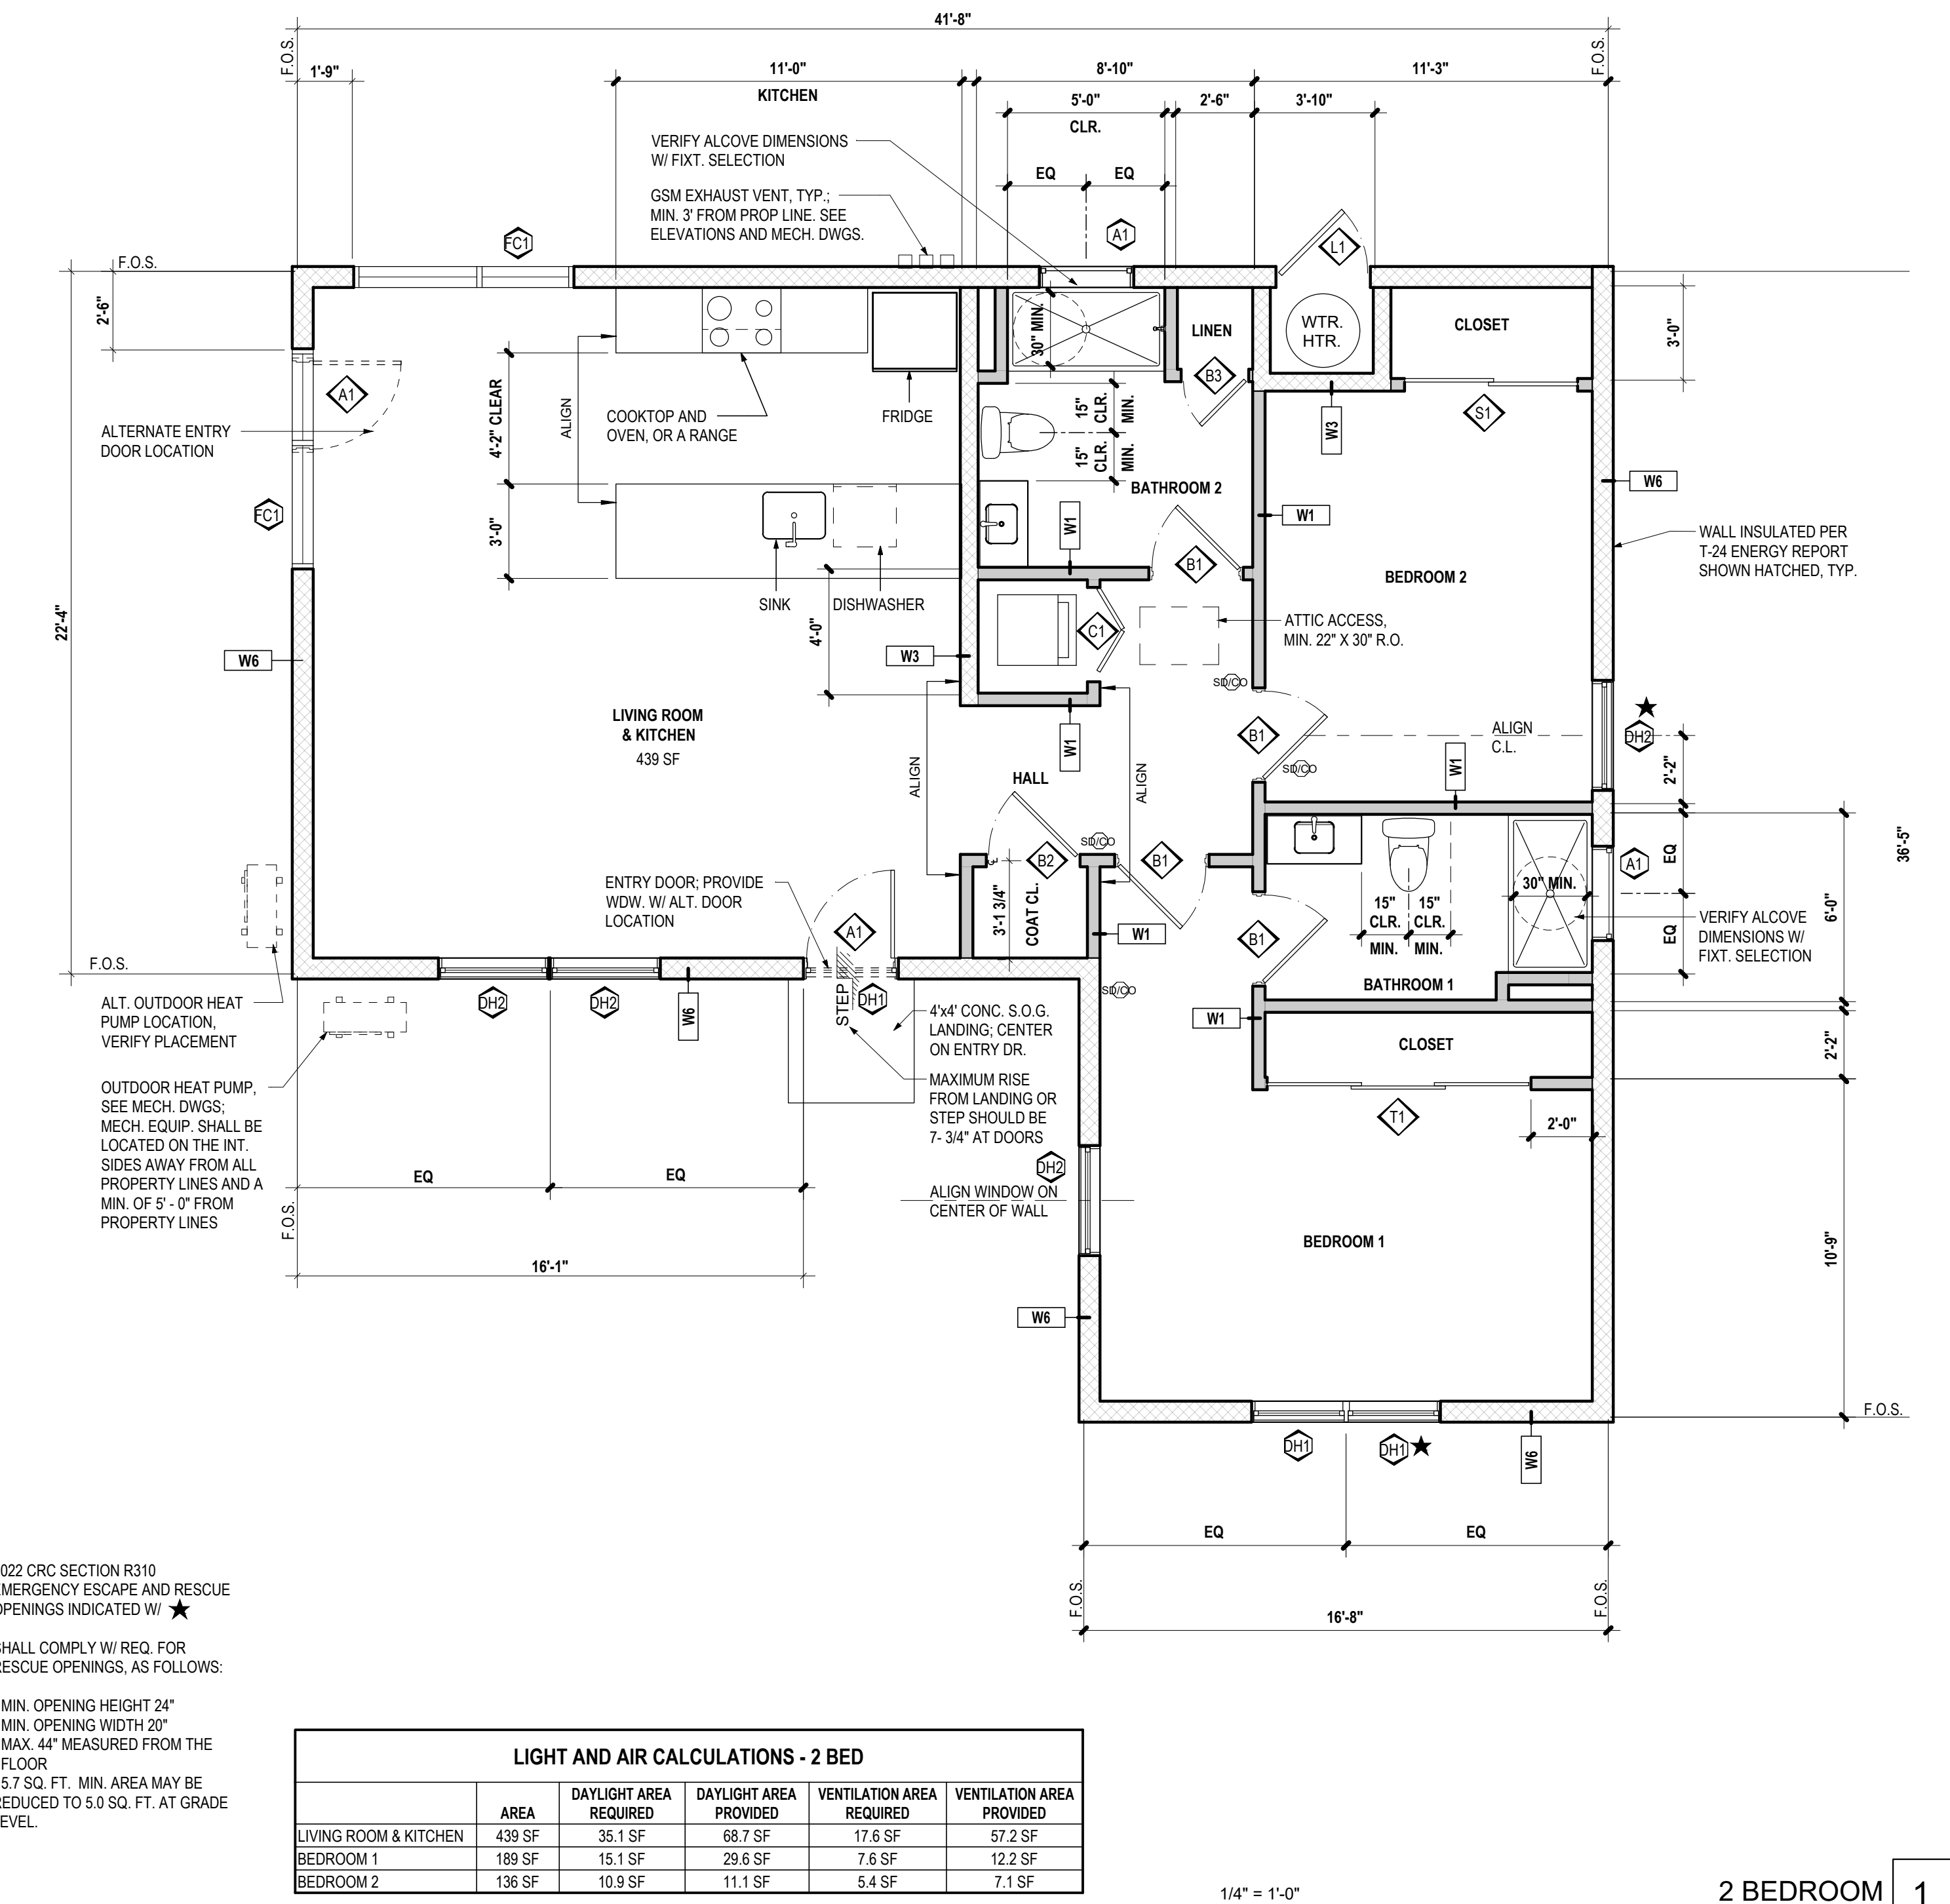 41'-8"
F.O.S.
F.O.S.
1'-9"
11'-0"
KITCHEN
8'-10"
11'-3"
5'-0"
CLR.
2'-6"
3'-10"
EQ
EQ
VERIFY ALCOVE DIMENSIONS
W/ FIXT. SELECTION
GSM EXHAUST VENT, TYP.;
MIN. 3' FROM PROP LINE. SEE
ELEVATIONS AND MECH. DWGS.
FC1
A1
L1
F.O.S.
2'-6"
22'-4"
A1
ALTERNATE ENTRY
DOOR LOCATION
FC1
ALIGN
4'-2" CLEAR
3'-0"
COOKTOP AND
OVEN, OR A RANGE
FRIDGE
SINK
DISHWASHER
4'-0"
30" MIN.
LINEN
B3
WTR.
HTR.
CLOSET
3'-0"
S1
W3
15"
CLR.
MIN.
15"
CLR.
MIN.
BATHROOM 2
W1
W1
B1
W6
WALL INSULATED PER
T-24 ENERGY REPORT
SHOWN HATCHED, TYP.
BEDROOM 2
C1
ATTIC ACCESS,
MIN. 22" X 30" R.O.
W6
W3
SD/CO
LIVING ROOM
& KITCHEN
439 SF
W1
B1
ALIGN
C.L.
DH2
2'-2"
W1
SD/CO
HALL
ALIGN
ALIGN
SD/CO
B2
B1
36'-5"
A1
EQ
EQ
6'-0"
ENTRY DOOR; PROVIDE
WDW. W/ ALT. DOOR
LOCATION
A1
3'-1 3/4"
COAT CL.
W1
B1
15"
CLR.
MIN.
15"
CLR.
MIN.
30" MIN.
VERIFY ALCOVE
DIMENSIONS W/
FIXT. SELECTION
BATHROOM 1
F.O.S.
ALT. OUTDOOR HEAT
PUMP LOCATION,
VERIFY PLACEMENT
DH2
DH2
W6
STEP
DH1
SD/CO
W1
4'x4' CONC. S.O.G.
LANDING; CENTER
ON ENTRY DR.
CLOSET
2'-2"
OUTDOOR HEAT PUMP,
SEE MECH. DWGS;
MECH. EQUIP. SHALL BE
LOCATED ON THE INT.
SIDES AWAY FROM ALL
PROPERTY LINES AND A
MIN. OF 5' - 0" FROM
PROPERTY LINES
MAXIMUM RISE
FROM LANDING OR
STEP SHOULD BE
7- 3/4" AT DOORS
T1
2'-0"
EQ
EQ
DH2
ALIGN WINDOW ON
CENTER OF WALL
F.O.S.
16'-1"
BEDROOM 1
10'-9"
W6
F.O.S.
DH1
DH1
W6
EQ
EQ
F.O.S.
F.O.S.
16'-8"
022 CRC SECTION R310
EMERGENCY ESCAPE AND RESCUE
OPENINGS INDICATED W/ ★
SHALL COMPLY W/ REQ. FOR
RESCUE OPENINGS, AS FOLLOWS:
MIN. OPENING HEIGHT 24"
MIN. OPENING WIDTH 20"
MAX. 44" MEASURED FROM THE
FLOOR
5.7 SQ. FT. MIN. AREA MAY BE
REDUCED TO 5.0 SQ. FT. AT GRADE
LEVEL.
LIGHT AND AIR CALCULATIONS - 2 BED
AREA DAYLIGHT AREA REQUIRED DAYLIGHT AREA PROVIDED VENTILATION AREA REQUIRED VENTILATION AREA PROVIDED
LIVING ROOM & KITCHEN 439 SF 35.1 SF 68.7 SF 17.6 SF 57.2 SF
BEDROOM 1 189 SF 15.1 SF 29.6 SF 7.6 SF 12.2 SF
BEDROOM 2 136 SF 10.9 SF 11.1 SF 5.4 SF 7.1 SF
1/4" = 1'-0"
2 BEDROOM
1